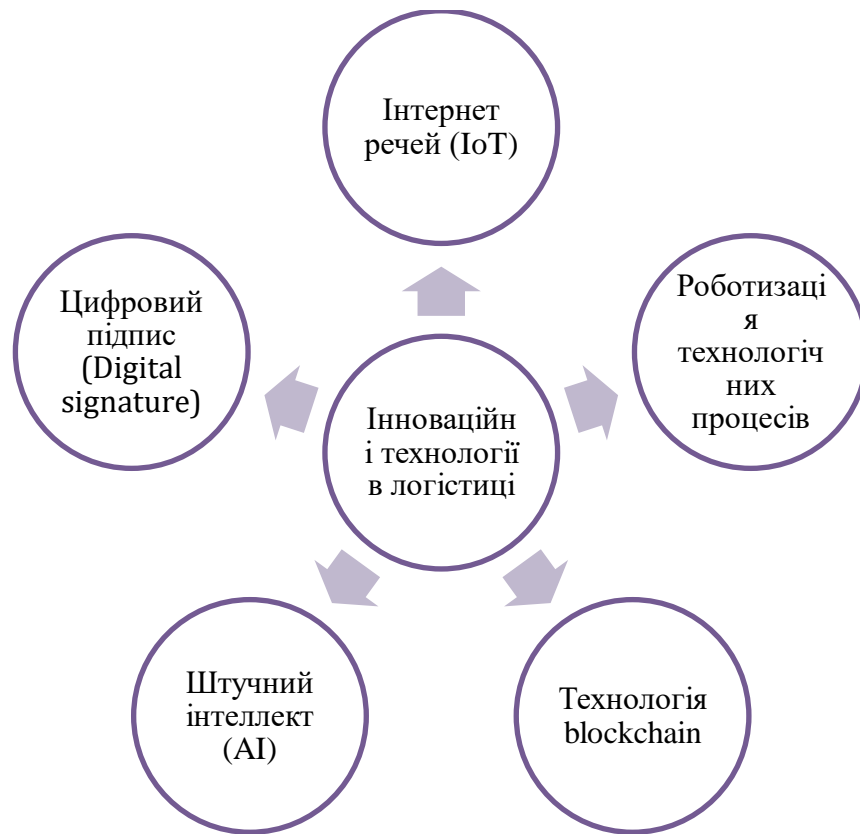 Інтернет
речей (IoT)
Цифровий
підпис
(Digital
signature)
Роботизаці
я
технологіч
них
процесів
Інноваційн
і технології
в логістиці
Штучний
інтеллект
(AI)
Технологія
blockchain